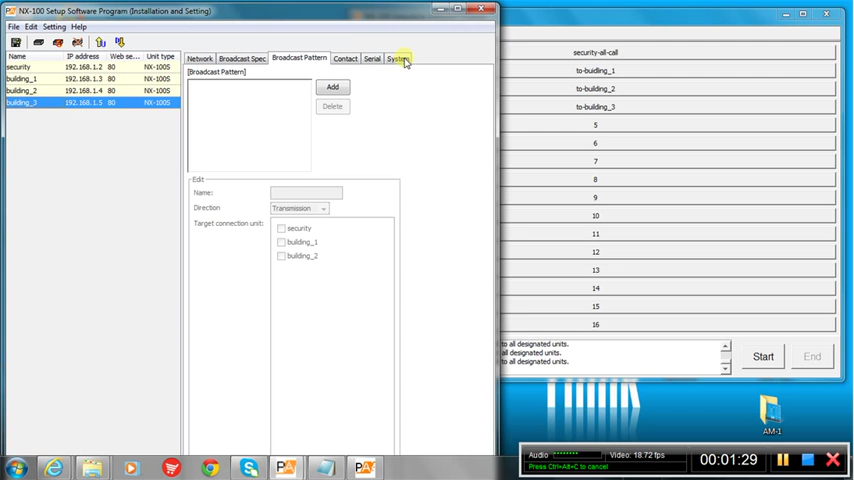 NX-100 Setup Software Program (Installation and Setting)
File Edit Setting Help
Name IP address Web se... Unit type
security 192.168.1.2 80 NX-100S
building_1 192.168.1.3 80 NX-100S
building_2 192.168.1.4 80 NX-100S
building_3 192.168.1.5 80 NX-100S
Network Broadcast Spec Broadcast Pattern Contact Serial System
[Broadcast Pattern]
Add
Delete
Edit
Name:
Direction Transmission
Target connection unit:
security
building_1
building_2
security-all-call
to-buidling_1
to-building_2
to-building_3
5
6
7
8
9
10
11
12
13
14
15
16
to all designated units.
all designated units.
all designated units.
Start End
AM-1
Audio Video: 18.72 fps
Press Ctrl+Alt+C to cancel
00:01:29